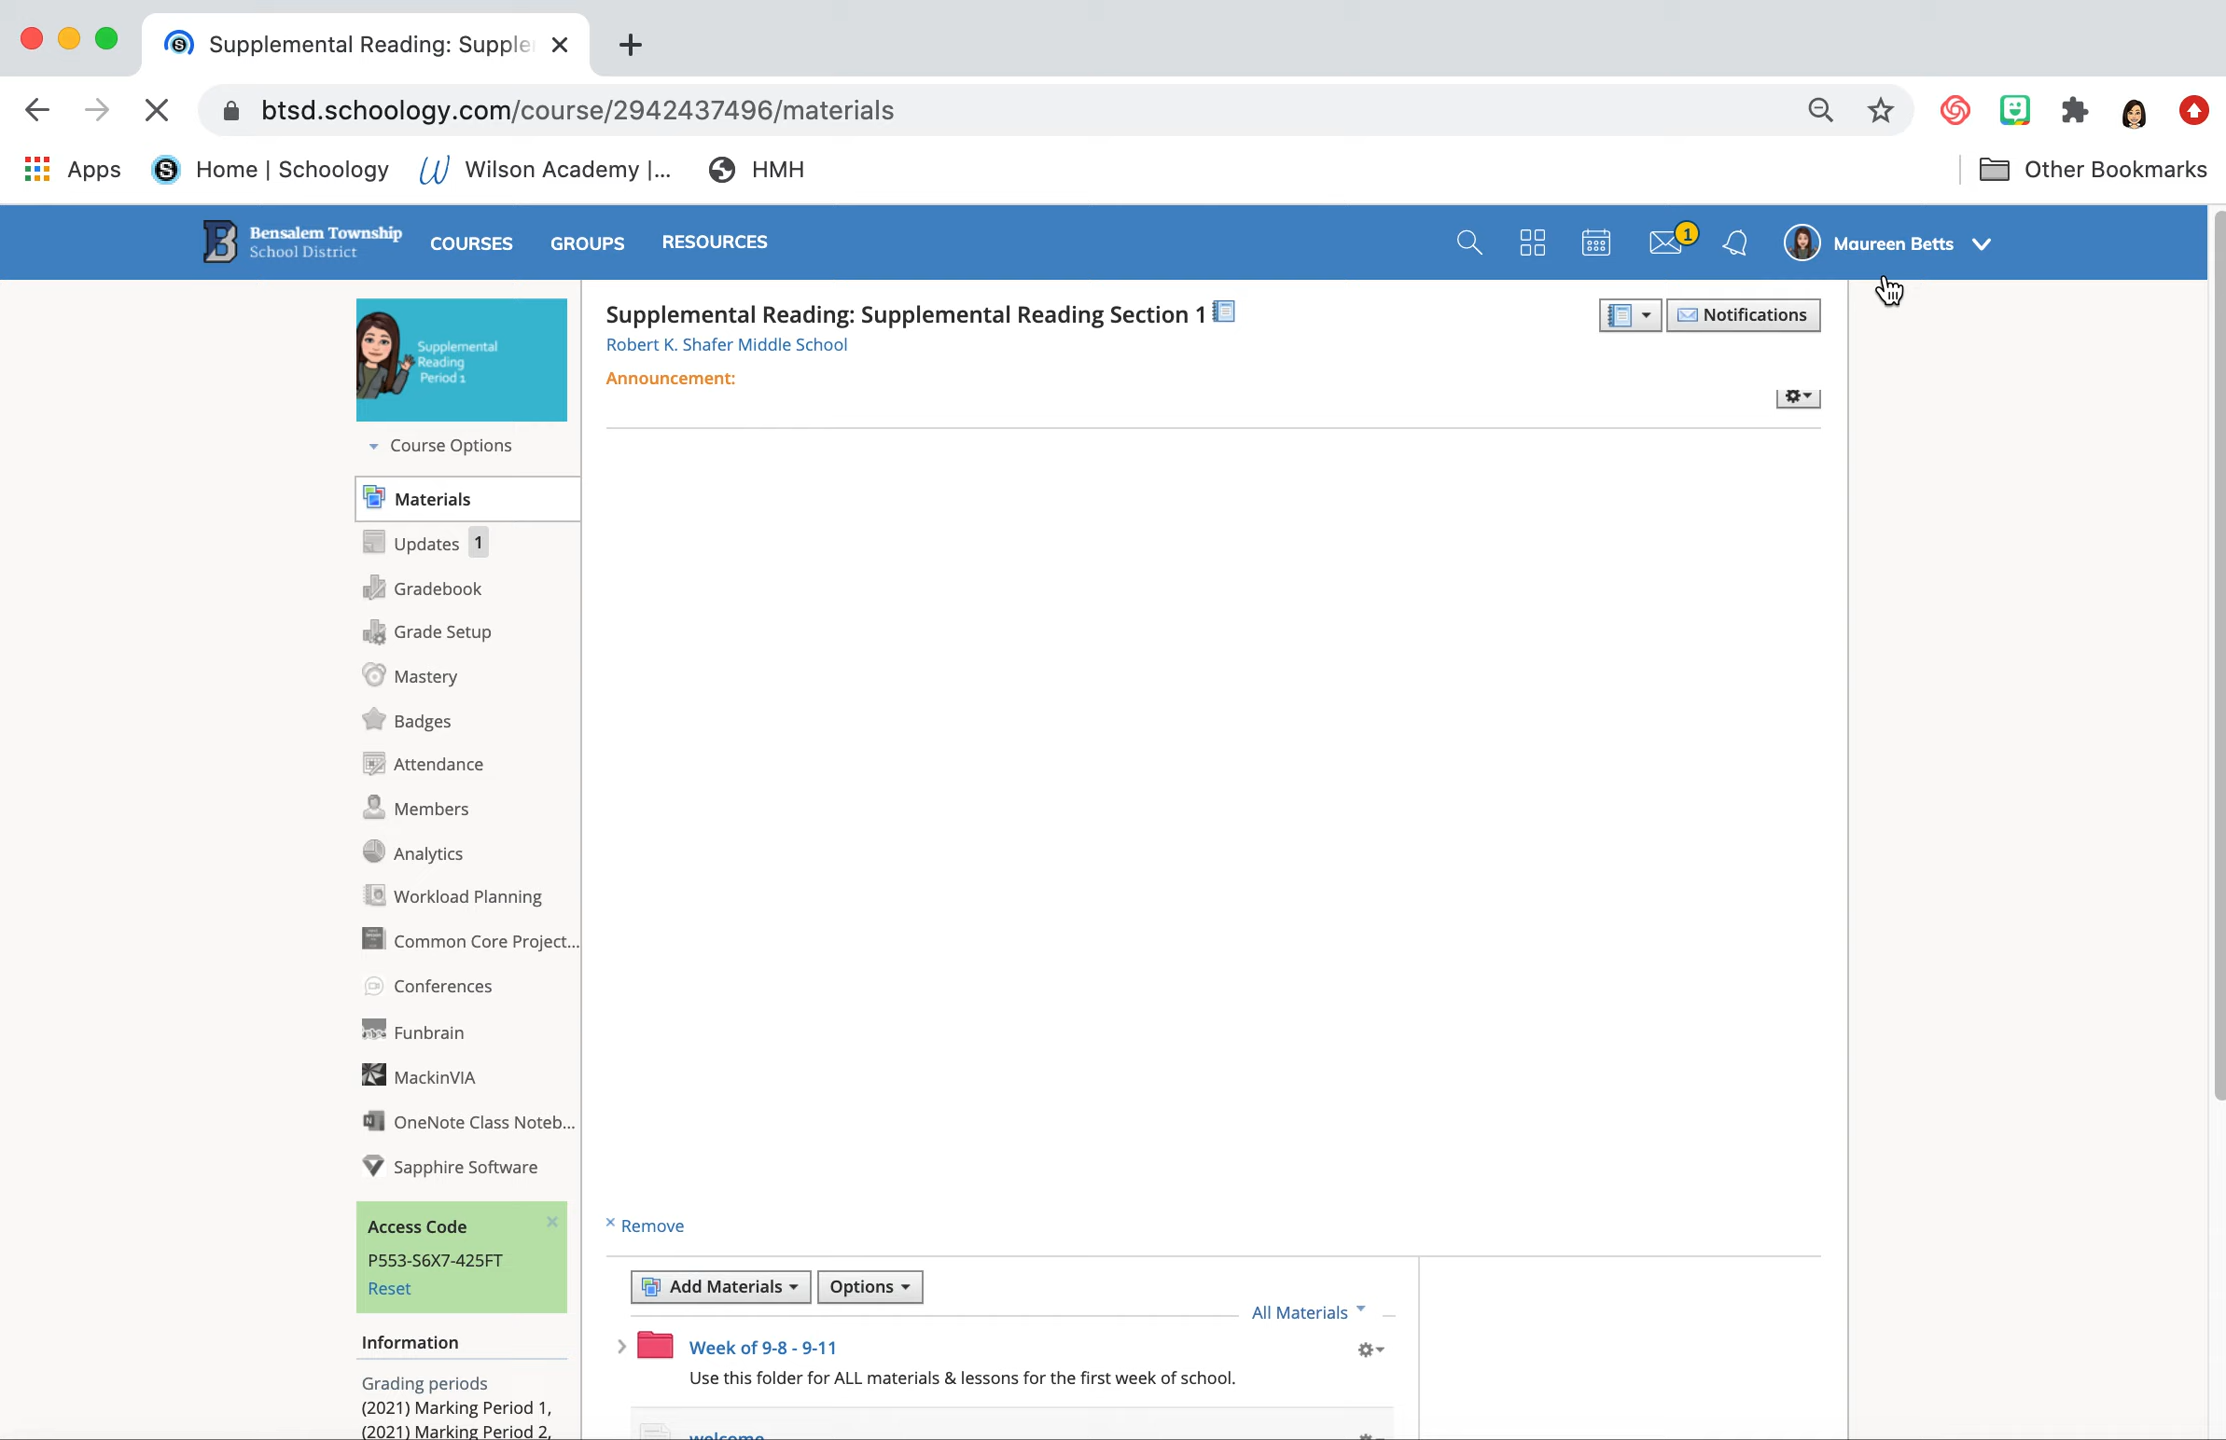 Supplemental Reading: Supple
btsd.schoology.com/course/2942437496/materials
Apps
Home | Schoology
Wilson Academy |...
HMH
Other Bookmarks
Bensalem Township
School District
COURSES
GROUPS
RESOURCES
1
Maureen Betts
Supplemental
Reading
Period 1
Course Options
Materials
Updates 1
Gradebook
Grade Setup
Mastery
Badges
Attendance
Members
Analytics
Workload Planning
Common Core Project...
Conferences
Funbrain
MackinVIA
OneNote Class Noteb...
Sapphire Software
Access Code
P553-S6X7-425FT
Reset
Information
Grading periods
(2021) Marking Period 1,
(2021) Marking Period 2,
Supplemental Reading: Supplemental Reading Section 1
Notifications
Robert K. Shafer Middle School
Announcement:
Remove
Add Materials
Options
All Materials
Week of 9-8 - 9-11
Use this folder for ALL materials & lessons for the first week of school.
welcome